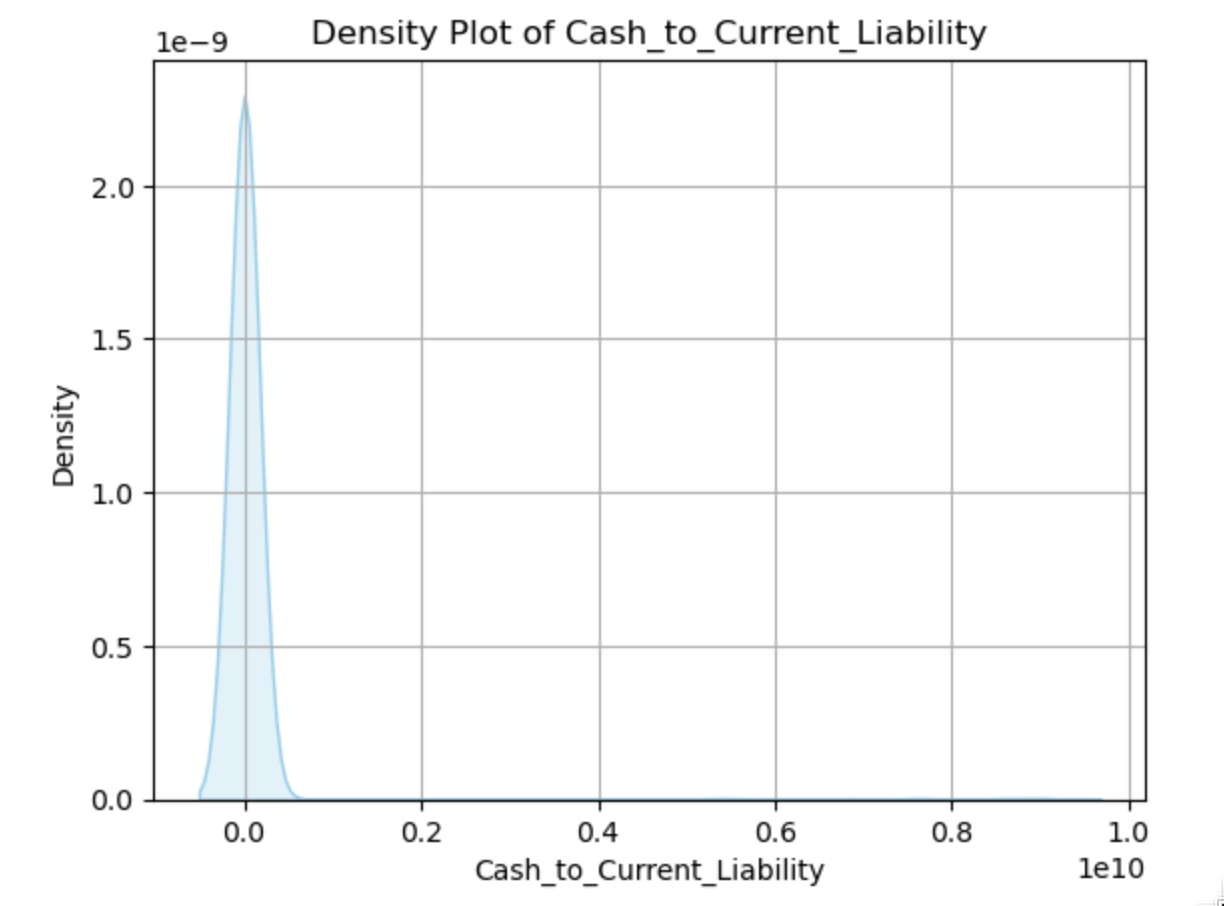 Density Plot of Cash_to_Current_Liability
1e−9
2.0
1.5
1.0
0.5
0.0
Density
0.0 0.2 0.4 0.6 0.8 1.0
Cash_to_Current_Liability
1e10